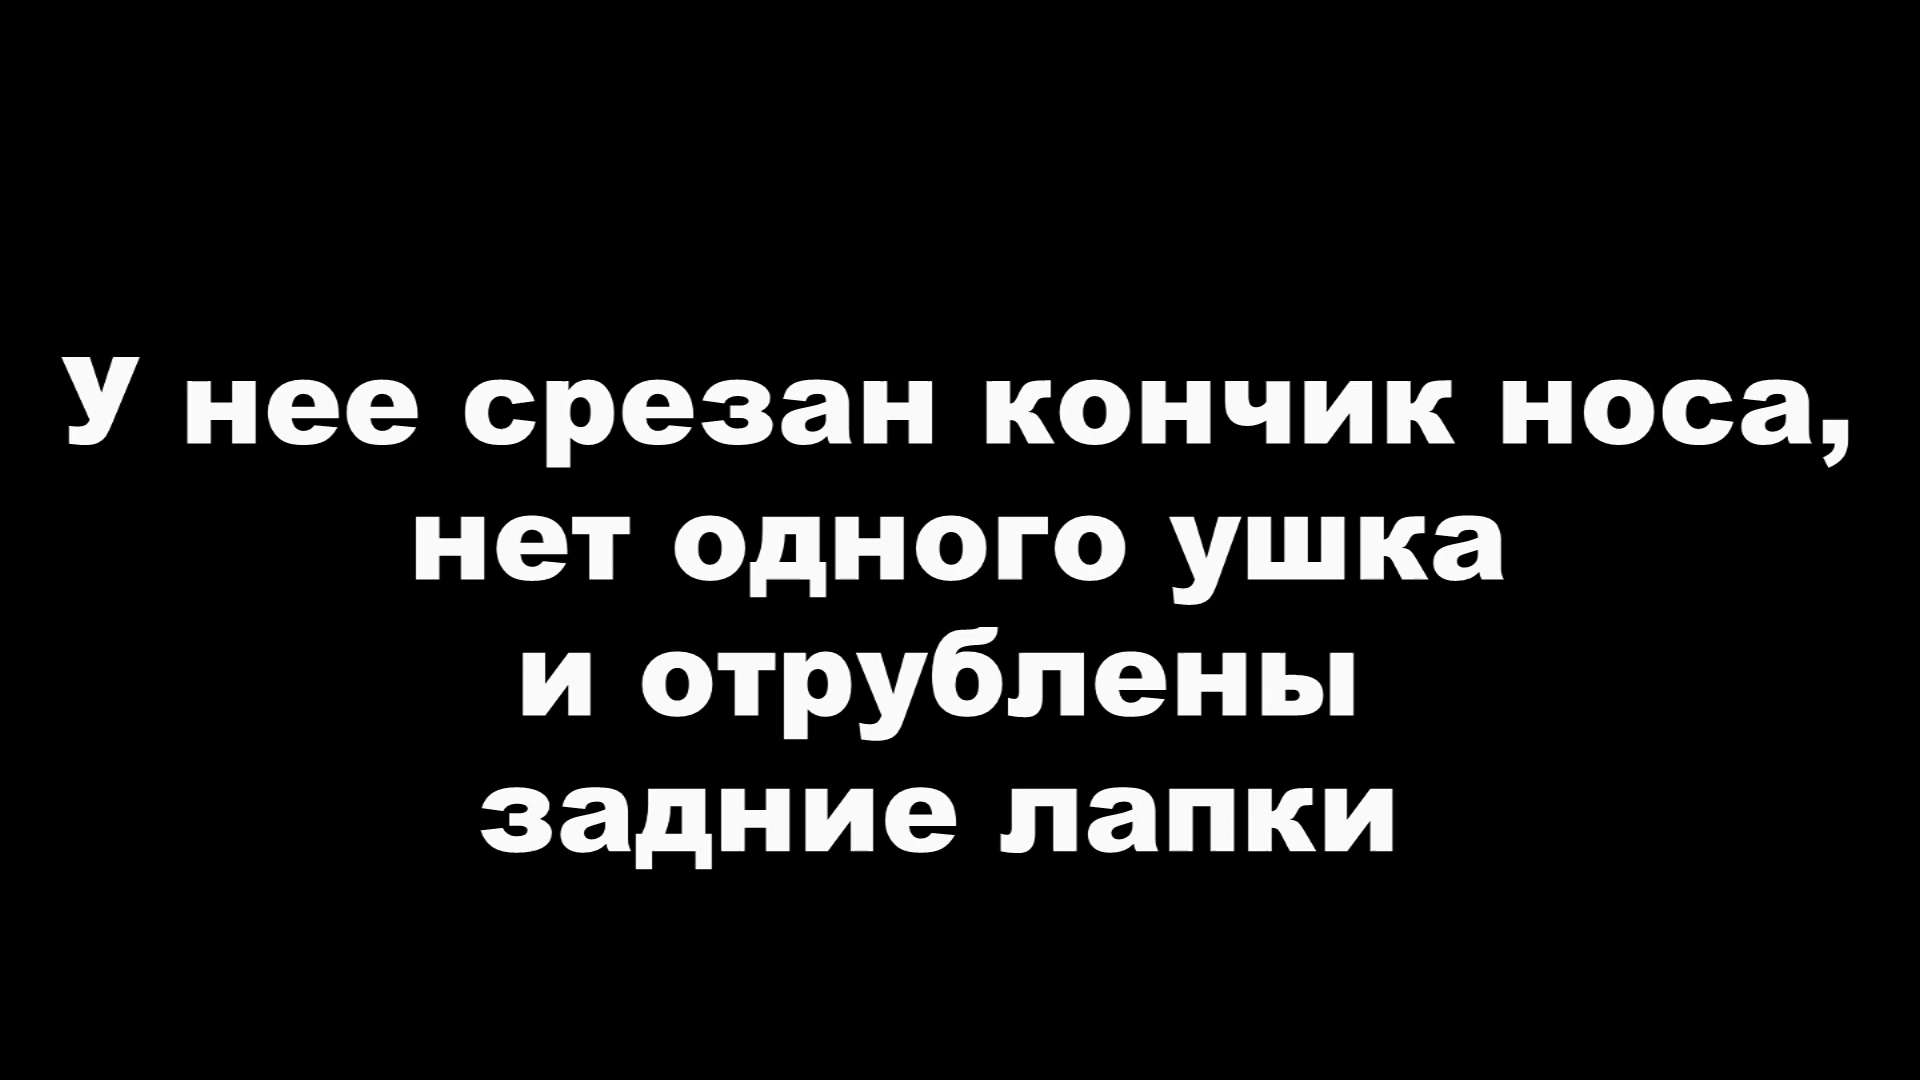 У нее срезан кончик носа,
нет одного ушка
и отрублены
задние лапки